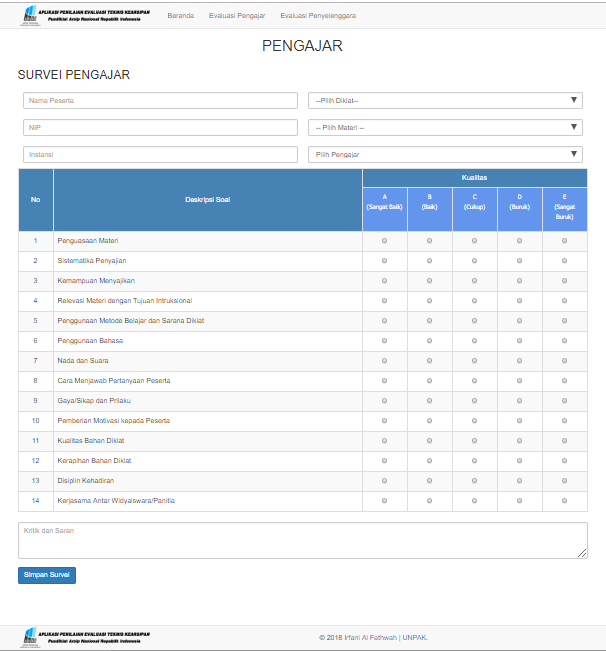 APLIKASI PENILAIAN EVALUASI TEKNIS KEARSIPAN
Pusdiklat Arsip Nasional Republik Indonesia
Beranda Evaluasi Pengajar Evaluasi Penyelenggara
PENGAJAR
SURVEI PENGAJAR
Nama Peserta --Pilih Diklat--
NIP -- Pilih Materi --
Instansi Pilih Pengajar
No Deskripsi Soal Kualitas
A (Sangat Baik) B (Baik) C (Cukup) D (Buruk) E (Sangat Buruk)
1 Penguasaan Materi
2 Sistematika Penyajian
3 Kemampuan Menyajikan
4 Relevasi Materi dengan Tujuan Intruksional
5 Penggunaan Metode Belajar dan Sarana Diklat
6 Penggunaan Bahasa
7 Nada dan Suara
8 Cara Menjawab Pertanyaan Peserta
9 Gaya/Sikap dan Prilaku
10 Pemberian Motivasi kepada Peserta
11 Kualitas Bahan Diklat
12 Kerapihan Bahan Diklat
13 Disiplin Kehadiran
14 Kerjasama Antar Widyaiswara/Panitia
Kritik dan Saran
Simpan Survei
APLIKASI PENILAIAN EVALUASI TEKNIS KEARSIPAN
Pusdiklat Arsip Nasional Republik Indonesia
© 2018 Irfani Al Fathwah | UNPAK.